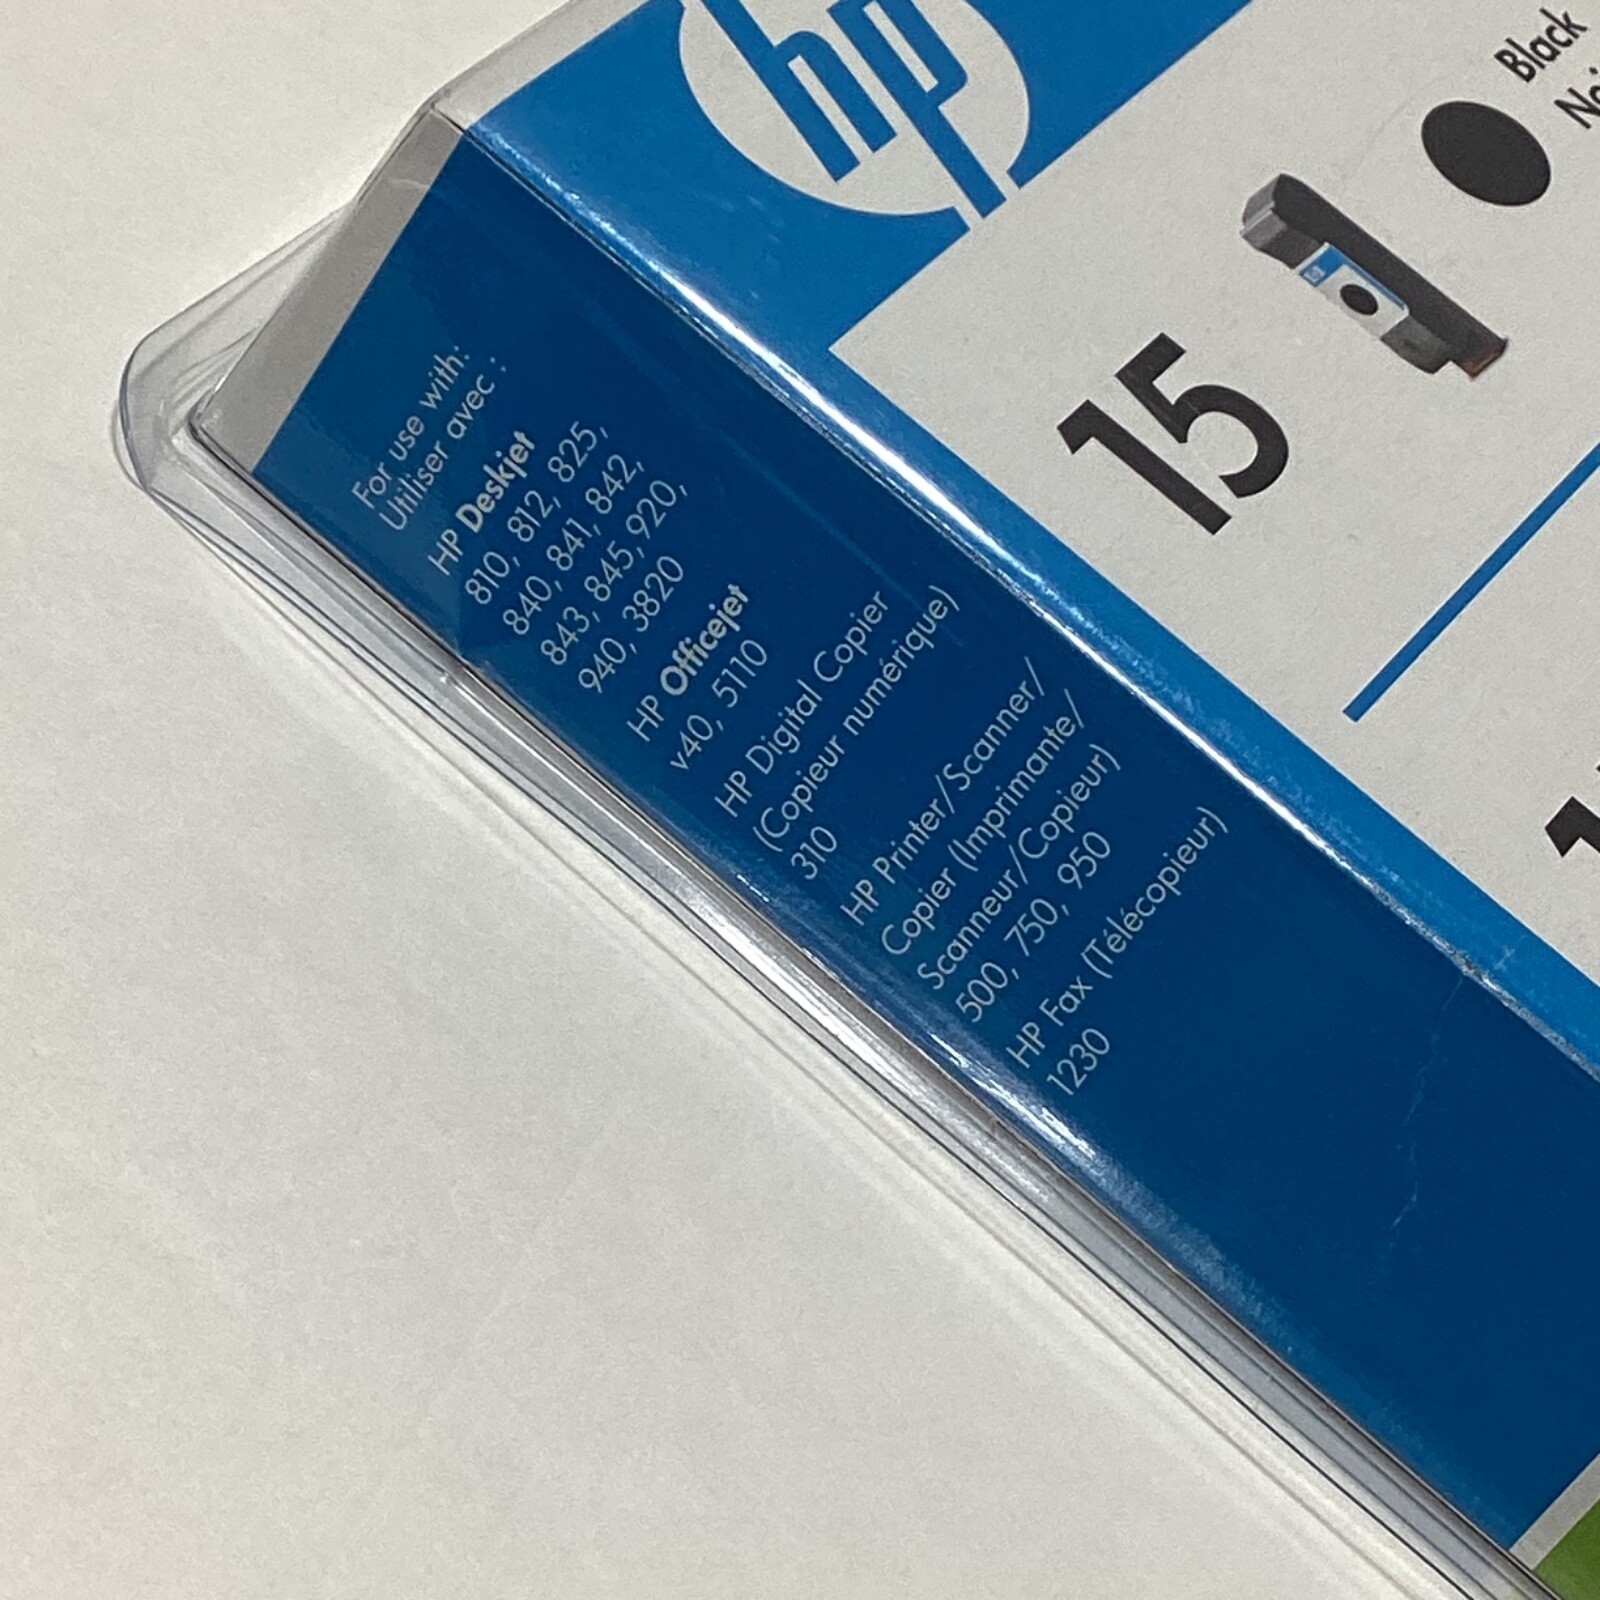 hp
Black
15
For use with:
Utiliser avec :
HP Deskjet
810, 812, 825,
840, 841, 842,
843, 845, 920,
940, 3820
HP Officejet
v40, 5110
HP Digital Copier
(Copieur numérique)
310
HP Printer/Scanner/
Copier (Imprimante/
Scanneur/Copieur)
500, 750, 950
HP Fax (Télécopieur)
1230